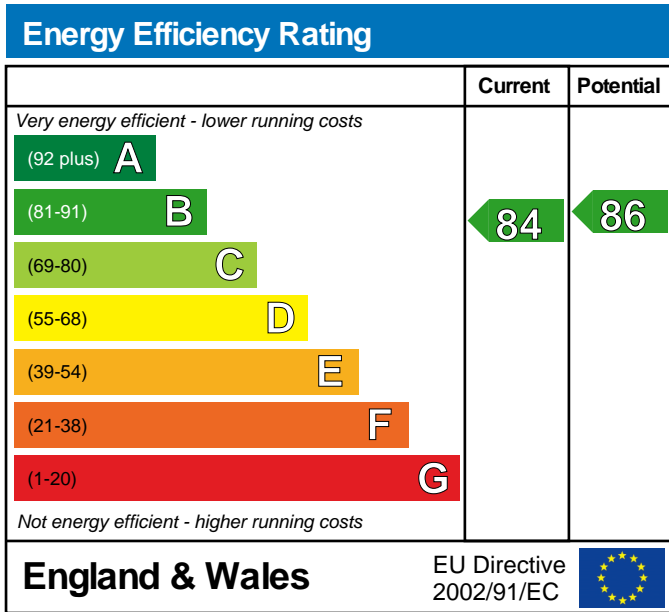 Energy Efficiency Rating
Current Potential
Very energy efficient - lower running costs
(92 plus) A
(81-91) B
84 86
(69-80) C
(55-68) D
(39-54) E
(21-38) F
(1-20) G
Not energy efficient - higher running costs
England & Wales
EU Directive
2002/91/EC